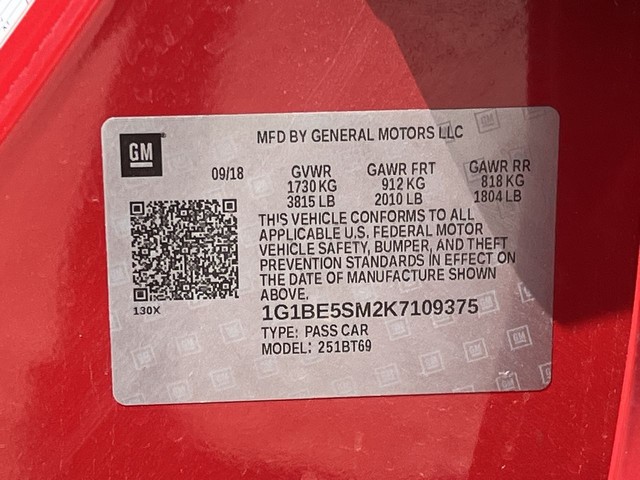 MFD BY GENERAL MOTORS LLC
GM
09/18
GVWR GAWR FRT GAWR RR
1730 KG 912 KG 818 KG
3815 LB 2010 LB 1804 LB
THIS VEHICLE CONFORMS TO ALL
APPLICABLE U.S. FEDERAL MOTOR
VEHICLE SAFETY, BUMPER, AND THEFT
PREVENTION STANDARDS IN EFFECT ON
THE DATE OF MANUFACTURE SHOWN
ABOVE.
130X
1G1BE5SM2K7109375
TYPE: PASS CAR
MODEL: 251BT69